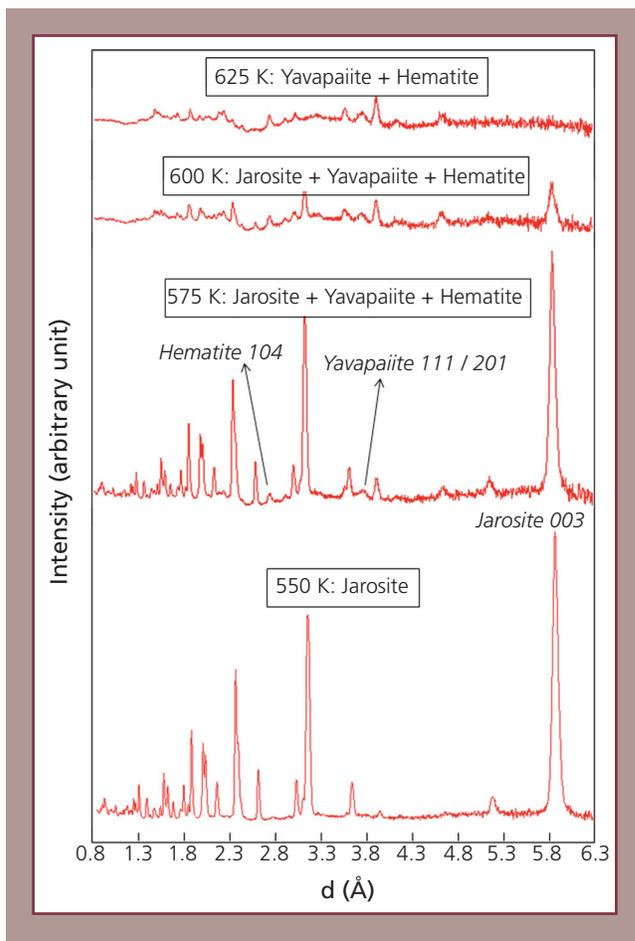 625 K: Yavapaiite + Hematite
600 K: Jarosite + Yavapaiite + Hematite
575 K: Jarosite + Yavapaiite + Hematite
Hematite 104
Yavapaiite 111 / 201
Jarosite 003
550 K: Jarosite
Intensity (arbitrary unit)
0.8 1.3 1.8 2.3 2.8 3.3 3.8 4.3 4.8 5.3 5.8 6.3
d (Å)